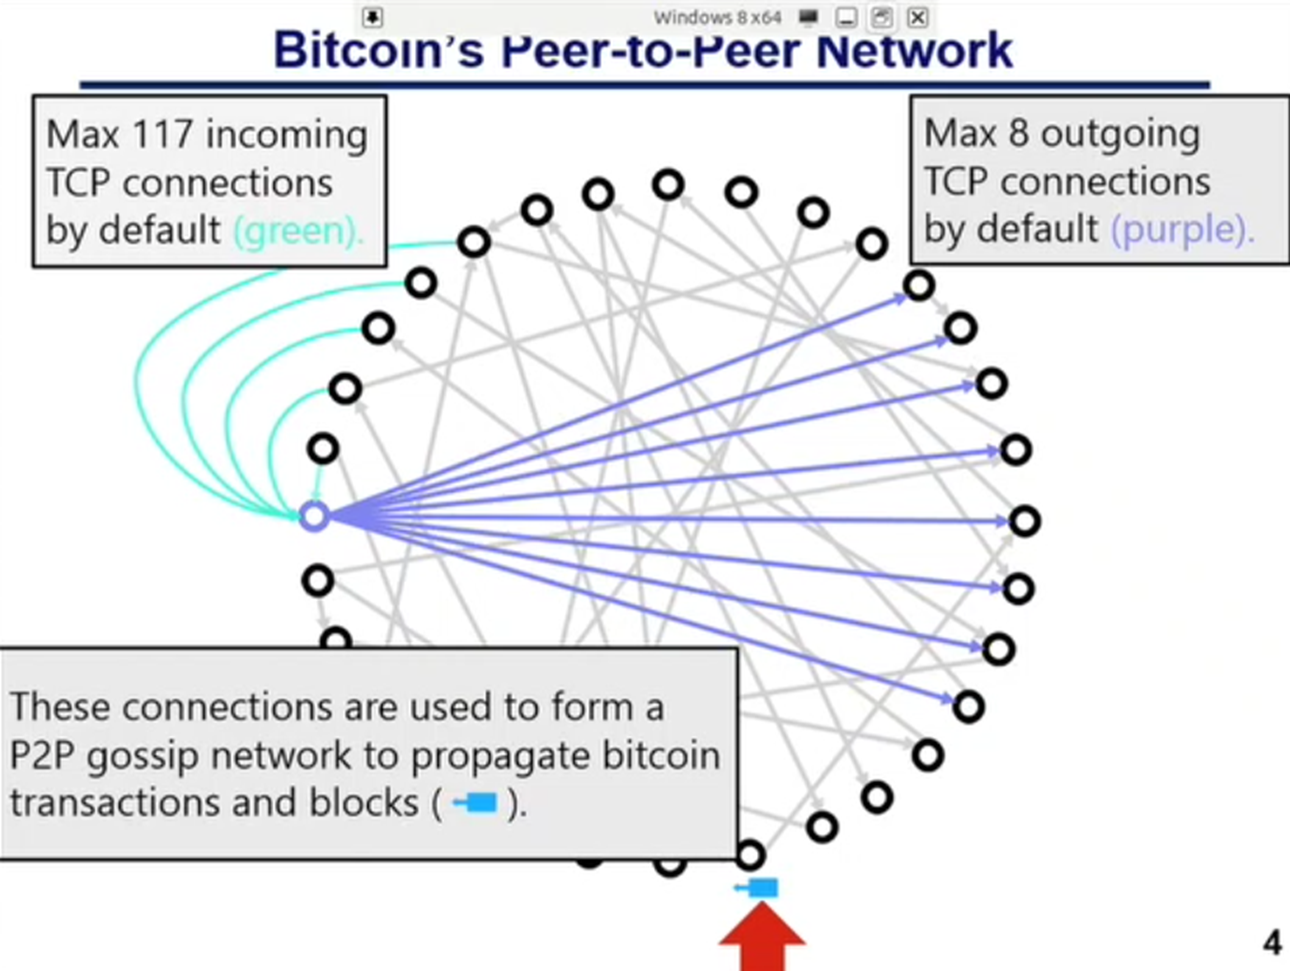 Windows 8 x64
Bitcoin's Peer-to-Peer Network
Max 117 incoming
TCP connections
by default (green).
Max 8 outgoing
TCP connections
by default (purple).
These connections are used to form a
P2P gossip network to propagate bitcoin
transactions and blocks ( ).
4